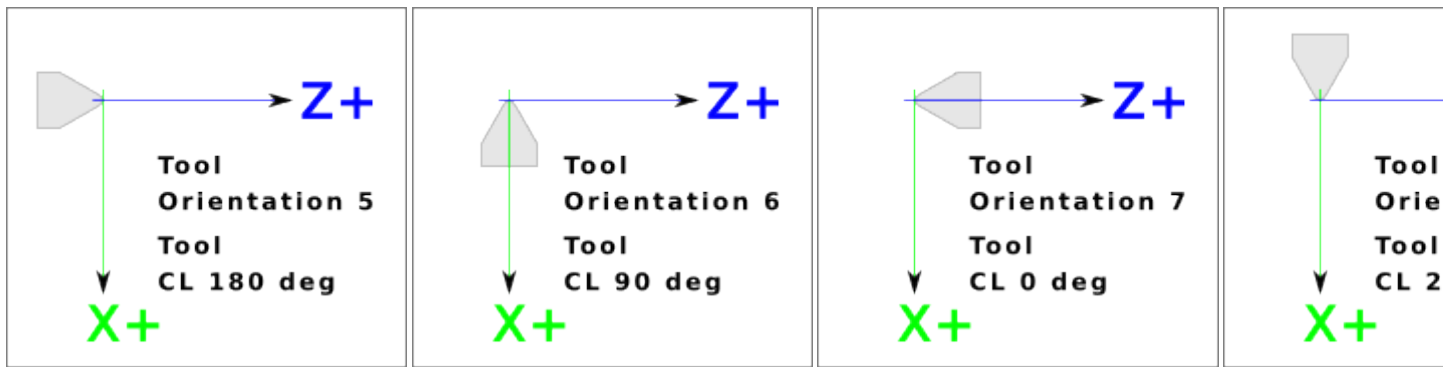 Z+
Tool
Orientation 5
Tool
CL 180 deg
X+
Z+
Tool
Orientation 6
Tool
CL 90 deg
X+
Z+
Tool
Orientation 7
Tool
CL 0 deg
X+
Tool
Tool
CL
X+